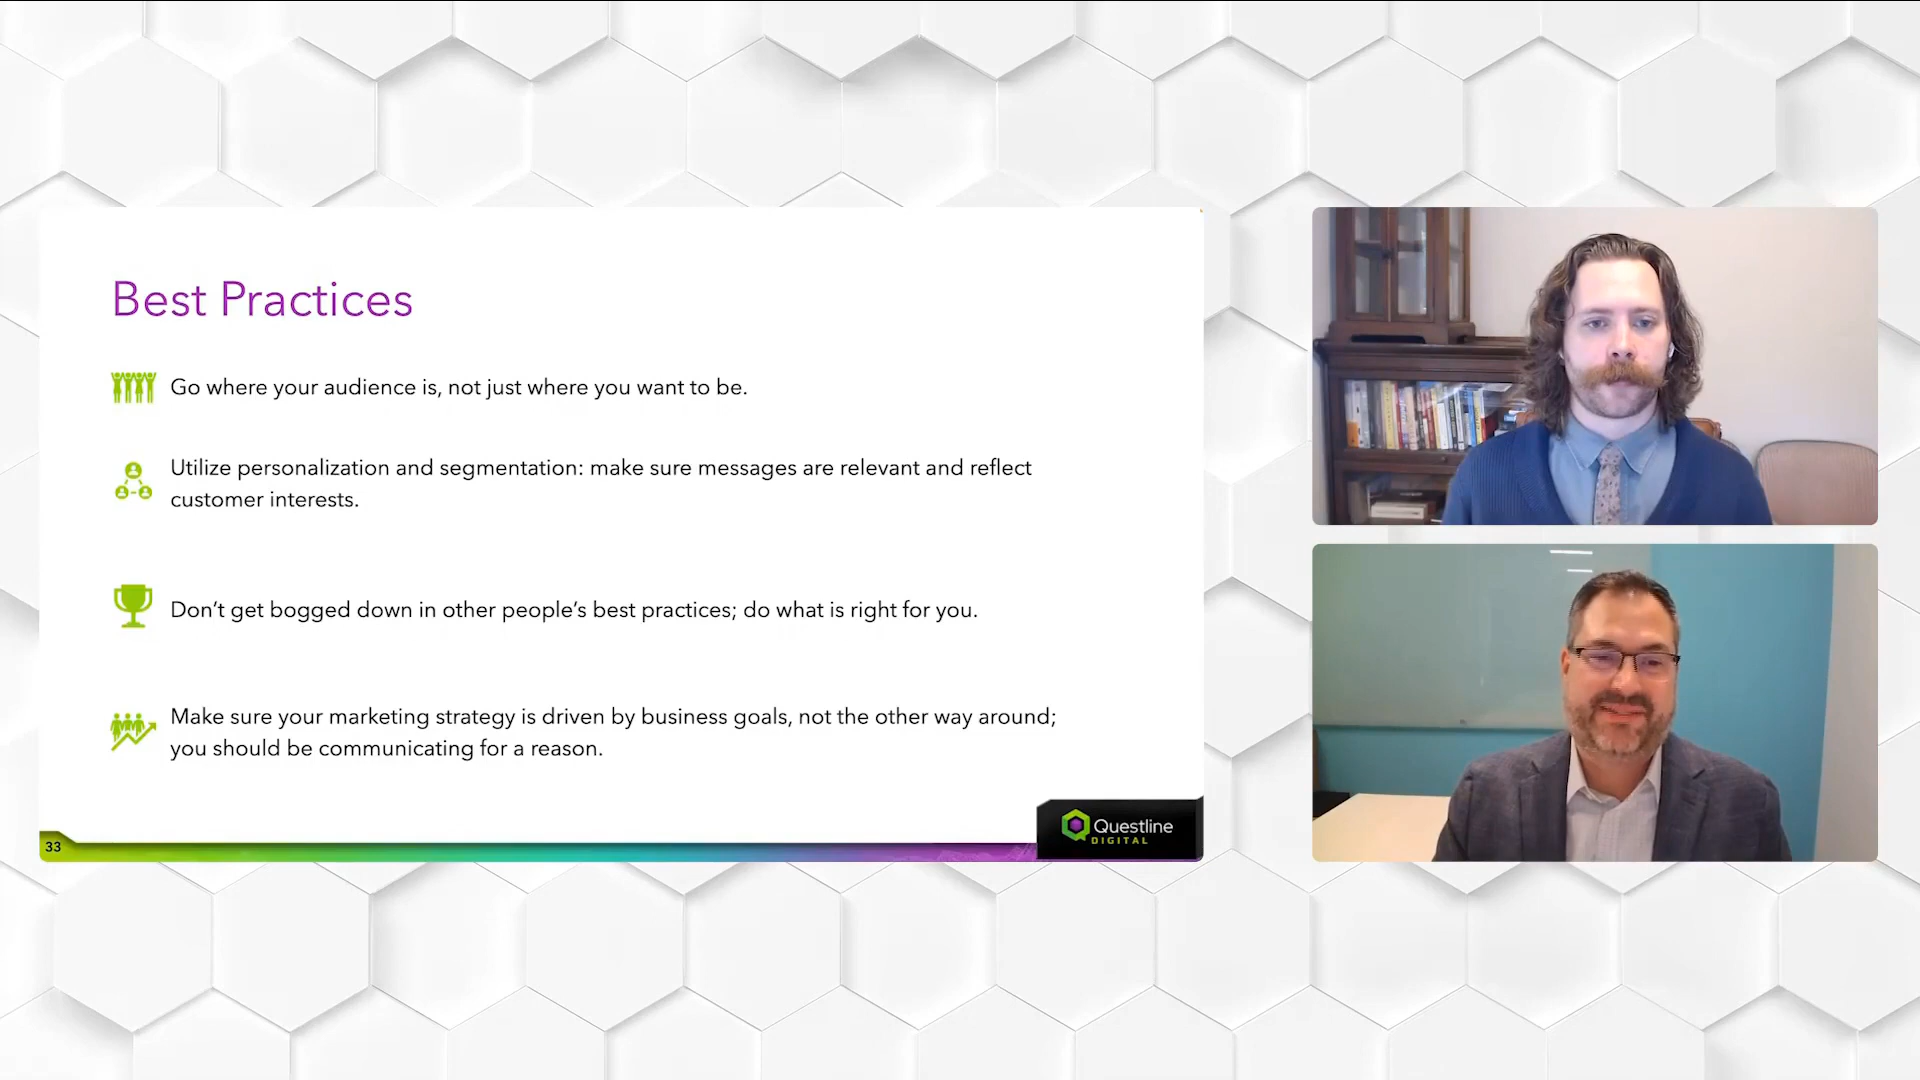 Best Practices
Go where your audience is, not just where you want to be.
Utilize personalization and segmentation: make sure messages are relevant and reflect
customer interests.
Don’t get bogged down in other people’s best practices; do what is right for you.
Make sure your marketing strategy is driven by business goals, not the other way around;
you should be communicating for a reason.
33
Questline
DIGITAL